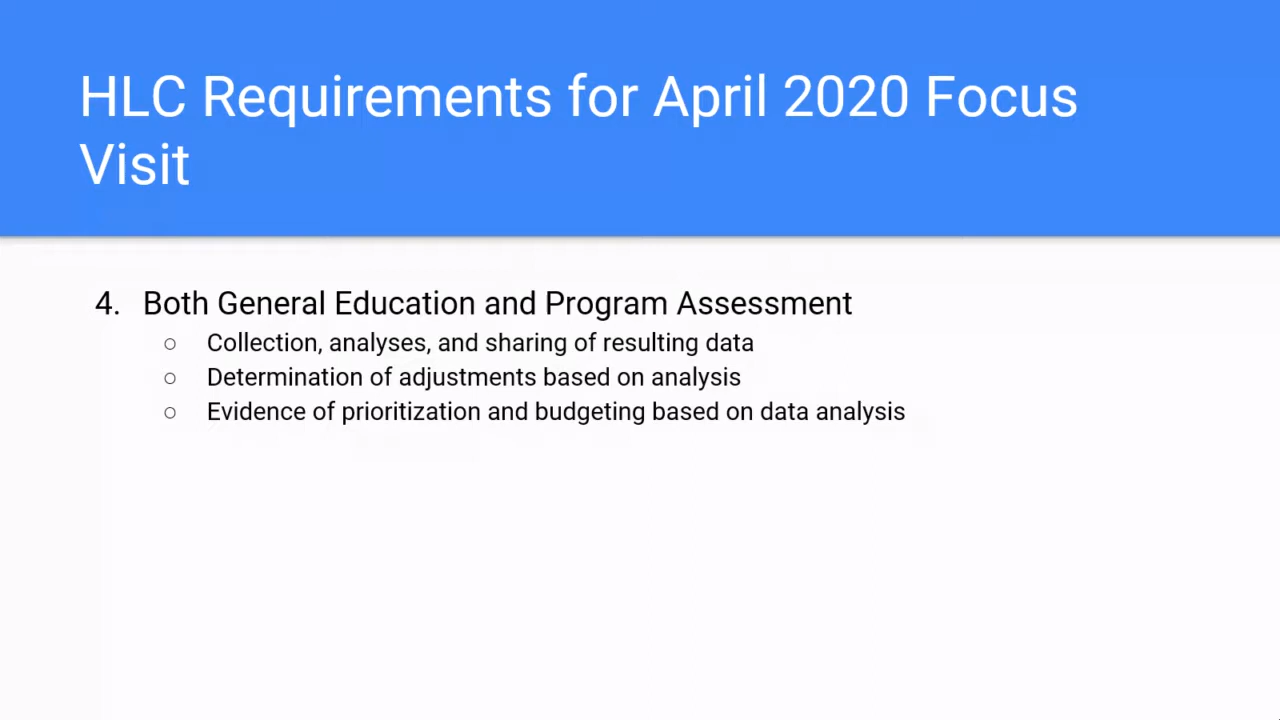 HLC Requirements for April 2020 Focus
Visit
4. Both General Education and Program Assessment
○ Collection, analyses, and sharing of resulting data
○ Determination of adjustments based on analysis
○ Evidence of prioritization and budgeting based on data analysis